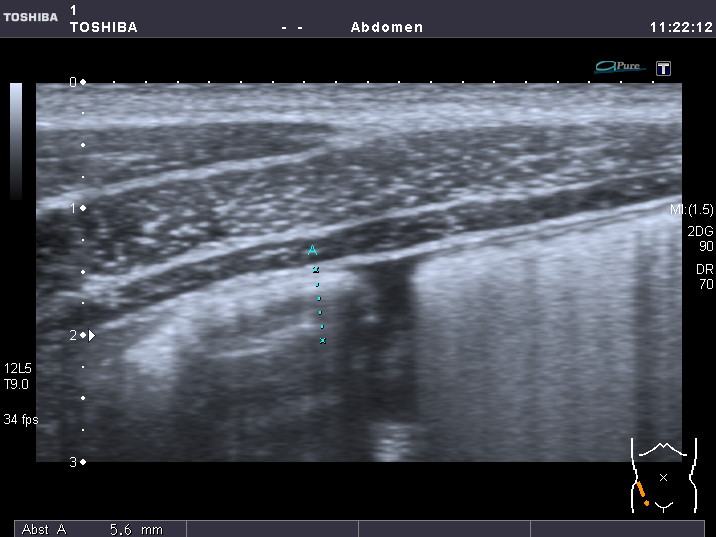 TOSHIBA
1
TOSHIBA - - Abdomen 11:22:12
aPure T
0
1
2
3
A
MI:(1.5)
2DG
90
DR
70
12L5
T9.0
34 fps
Abst A 5.6 mm